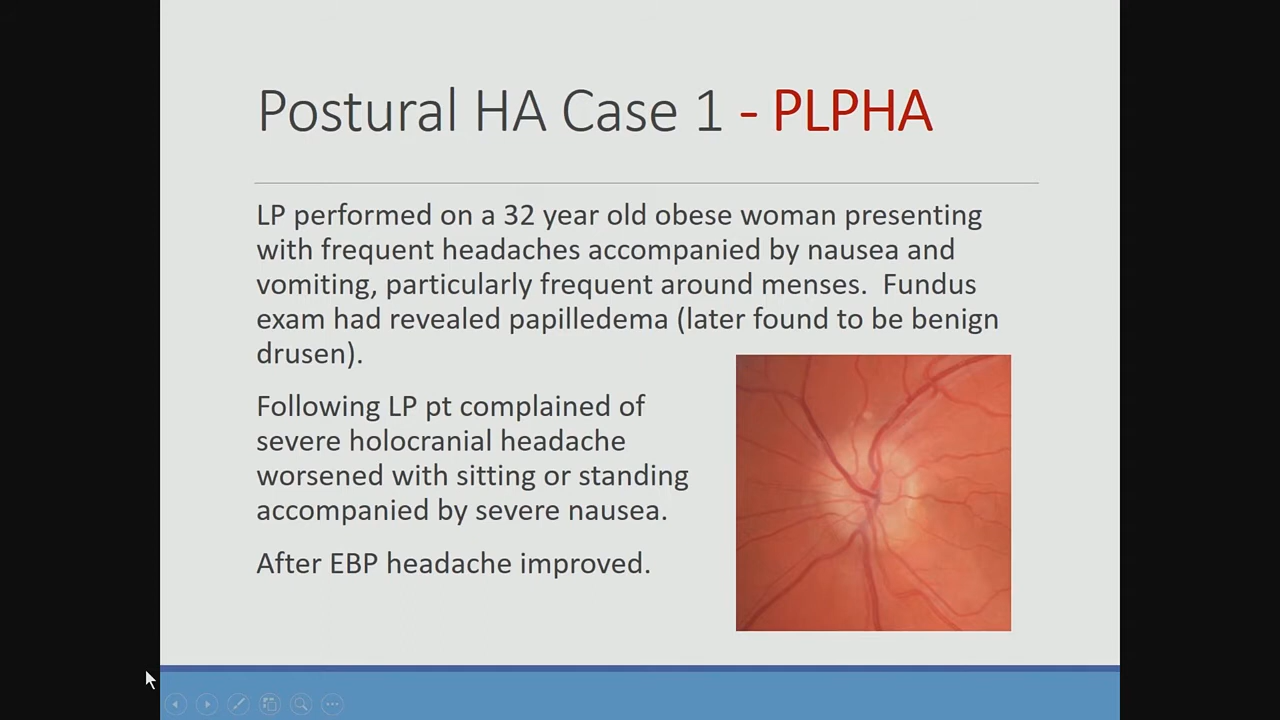 Postural HA Case 1 - PLPHA
LP performed on a 32 year old obese woman presenting
with frequent headaches accompanied by nausea and
vomiting, particularly frequent around menses.  Fundus
exam had revealed papilledema (later found to be benign
drusen).
Following LP pt complained of
severe holocranial headache
worsened with sitting or standing
accompanied by severe nausea.
After EBP headache improved.